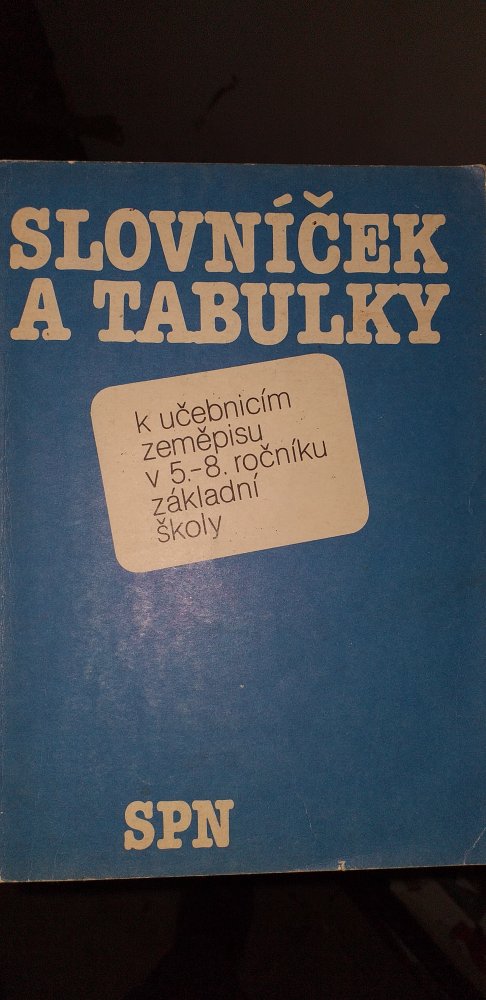 SLOVNÍČEK
A TABULKY
k učebnicím
zeměpisu
v 5.-8. ročníku
základní
školy
SPN